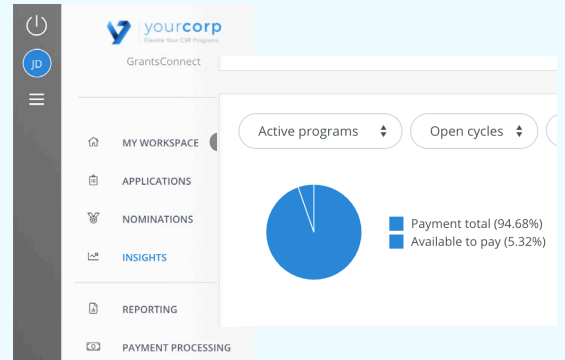 yourcorp
Elevate Your CSR Programs
JD
GrantsConnect
MY WORKSPACE
APPLICATIONS
NOMINATIONS
INSIGHTS
REPORTING
PAYMENT PROCESSING
Active programs
Open cycles
Payment total (94.68%)
Available to pay (5.32%)